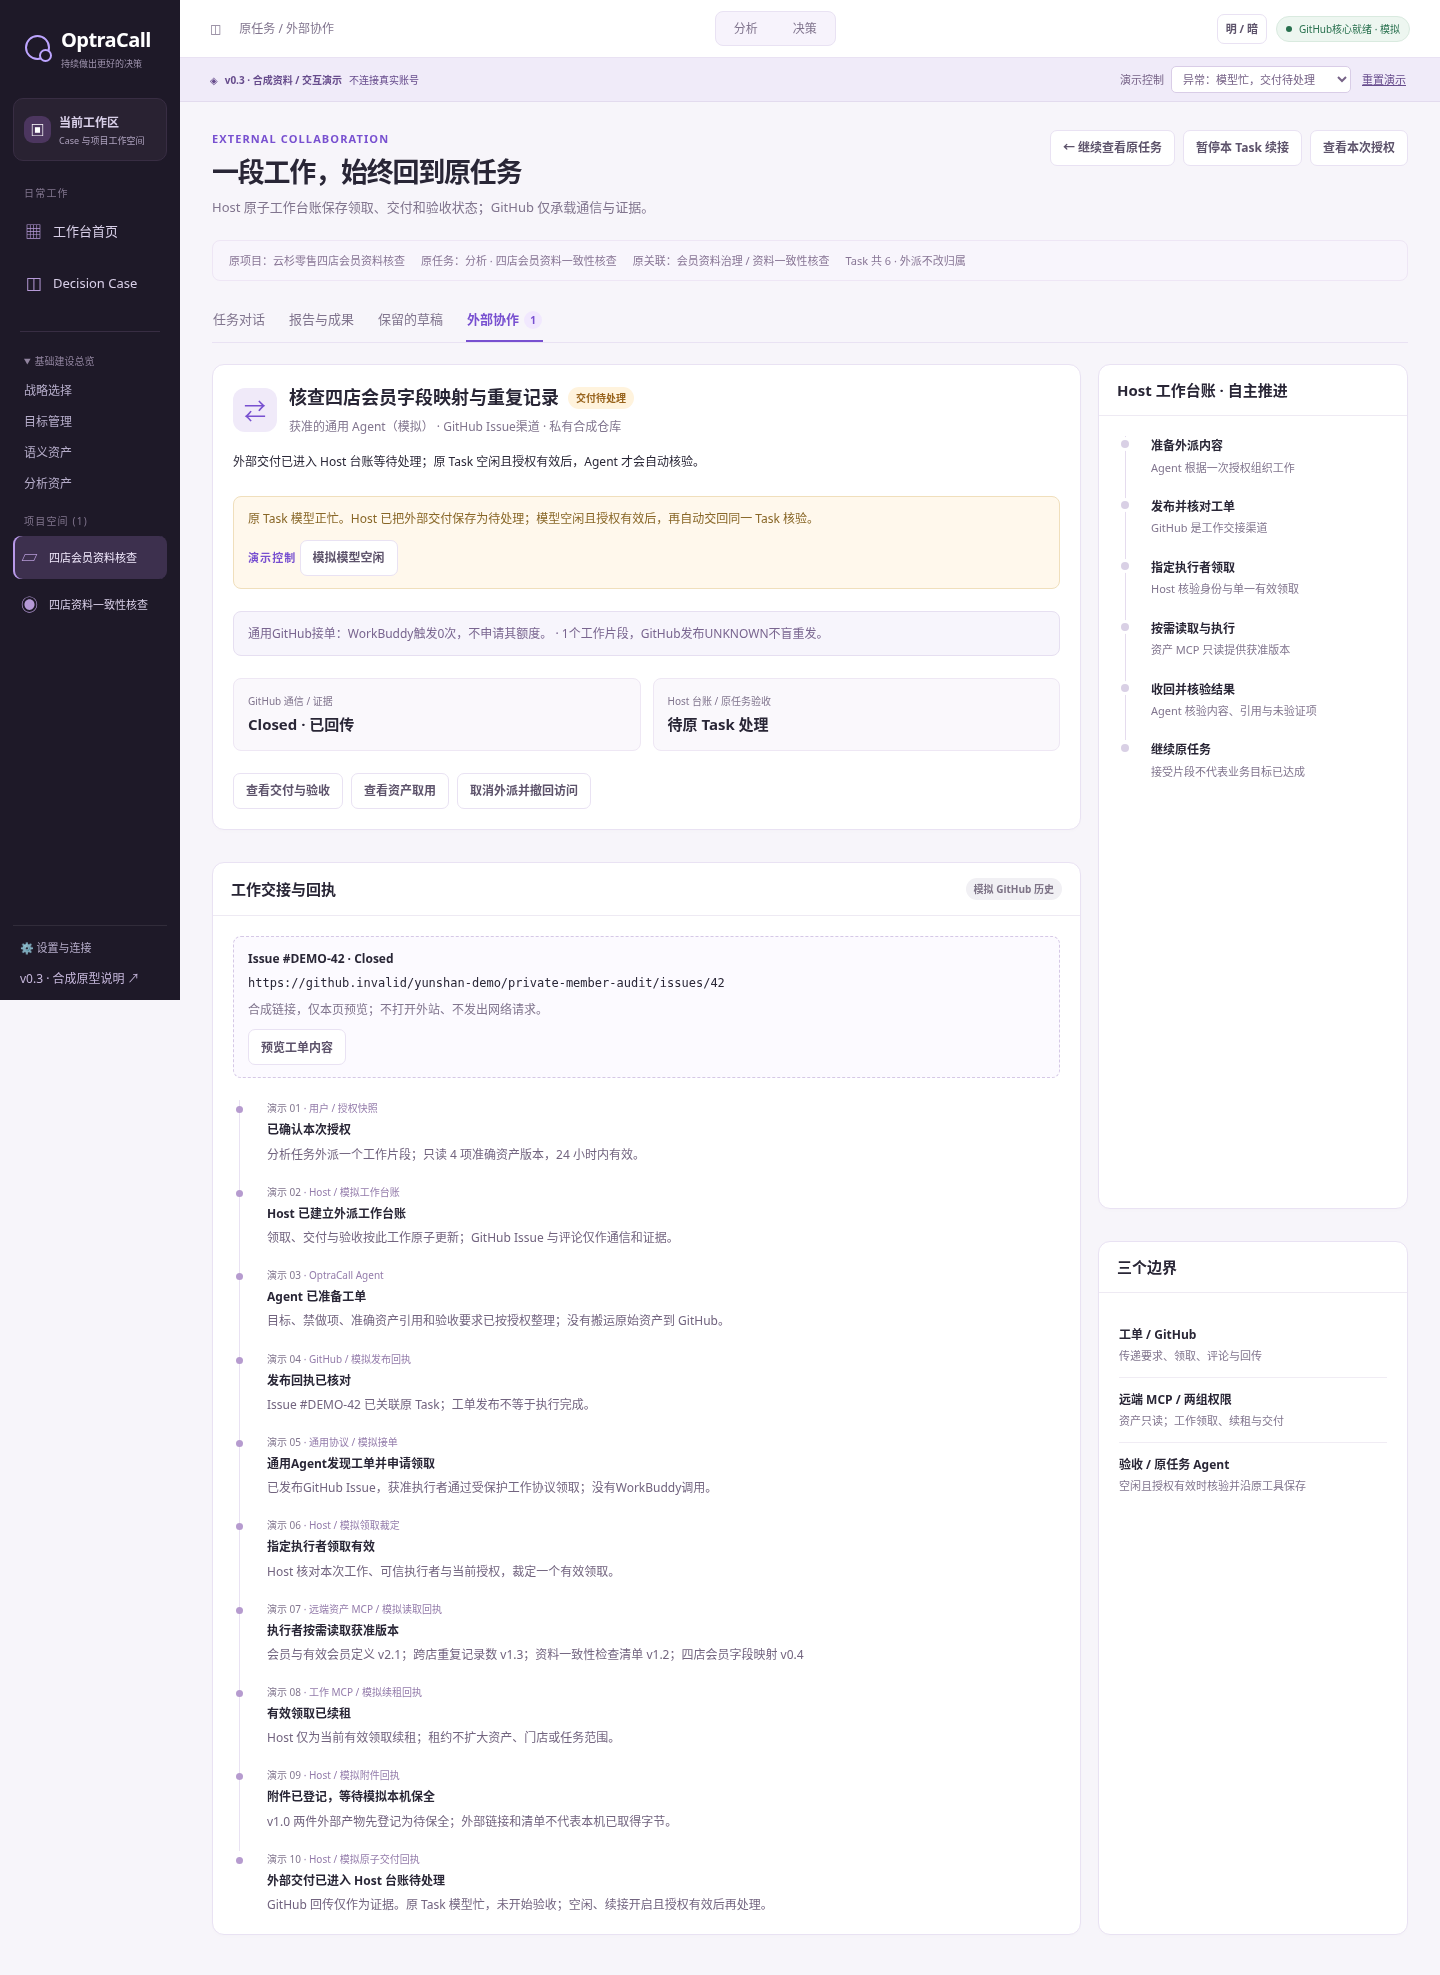 OptraCall
持续做出更好的决策
当前工作区
Case 与项目工作空间
日常工作
工作台首页
Decision Case
▼ 基础建设总览
战略选择
目标管理
语义资产
分析资产
项目空间 (1)
四店会员资料核查
四店资料一致性核查
⚙️ 设置与连接
v0.3 · 合成原型说明 ↗
原任务 / 外部协作
分析
决策
明 / 暗
GitHub核心就绪 · 模拟
◈ v0.3 · 合成资料 / 交互演示 不连接真实账号
演示控制
异常：模型忙，交付待处理
重置演示
EXTERNAL COLLABORATION
一段工作，始终回到原任务
Host 原子工作台账保存领取、交付和验收状态；GitHub 仅承载通信与证据。
← 继续查看原任务
暂停本 Task 续接
查看本次授权
原项目：云杉零售四店会员资料核查 原任务：分析 · 四店会员资料一致性核查 原关联：会员资料治理 / 资料一致性核查 Task 共 6 · 外派不改归属
任务对话
报告与成果
保留的草稿
外部协作 1
核查四店会员字段映射与重复记录 交付待处理
获准的通用 Agent（模拟） · GitHub Issue渠道 · 私有合成仓库
外部交付已进入 Host 台账等待处理；原 Task 空闲且授权有效后，Agent 才会自动核验。
原 Task 模型正忙。Host 已把外部交付保存为待处理；模型空闲且授权有效后，再自动交回同一 Task 核验。
演示控制 模拟模型空闲
通用GitHub接单：WorkBuddy触发0次，不申请其额度。 · 1个工作片段，GitHub发布UNKNOWN不盲重发。
GitHub 通信 / 证据
Closed · 已回传
Host 台账 / 原任务验收
待原 Task 处理
查看交付与验收
查看资产取用
取消外派并撤回访问
Host 工作台账 · 自主推进
准备外派内容
Agent 根据一次授权组织工作
发布并核对工单
GitHub 是工作交接渠道
指定执行者领取
Host 核验身份与单一有效领取
按需读取与执行
资产 MCP 只读提供获准版本
收回并核验结果
Agent 核验内容、引用与未验证项
继续原任务
接受片段不代表业务目标已达成
工作交接与回执
模拟 GitHub 历史
Issue #DEMO-42 · Closed
https://github.invalid/yunshan-demo/private-member-audit/issues/42
合成链接，仅本页预览；不打开外站、不发出网络请求。
预览工单内容
演示 01 · 用户 / 授权快照
已确认本次授权
分析任务外派一个工作片段；只读 4 项准确资产版本，24 小时内有效。
演示 02 · Host / 模拟工作台账
Host 已建立外派工作台账
领取、交付与验收按此工作原子更新；GitHub Issue 与评论仅作通信和证据。
演示 03 · OptraCall Agent
Agent 已准备工单
目标、禁做项、准确资产引用和验收要求已按授权整理；没有搬运原始资产到 GitHub。
演示 04 · GitHub / 模拟发布回执
发布回执已核对
Issue #DEMO-42 已关联原 Task；工单发布不等于执行完成。
演示 05 · 通用协议 / 模拟接单
通用Agent发现工单并申请领取
已发布GitHub Issue，获准执行者通过受保护工作协议领取；没有WorkBuddy调用。
演示 06 · Host / 模拟领取裁定
指定执行者领取有效
Host 核对本次工作、可信执行者与当前授权，裁定一个有效领取。
演示 07 · 远端资产 MCP / 模拟读取回执
执行者按需读取获准版本
会员与有效会员定义 v2.1；跨店重复记录数 v1.3；资料一致性检查清单 v1.2；四店会员字段映射 v0.4
演示 08 · 工作 MCP / 模拟续租回执
有效领取已续租
Host 仅为当前有效领取续租；租约不扩大资产、门店或任务范围。
演示 09 · Host / 模拟附件回执
附件已登记，等待模拟本机保全
v1.0 两件外部产物先登记为待保全；外部链接和清单不代表本机已取得字节。
演示 10 · Host / 模拟原子交付回执
外部交付已进入 Host 台账待处理
GitHub 回传仅作为证据。原 Task 模型忙，未开始验收；空闲、续接开启且授权有效后再处理。
三个边界
工单 / GitHub
传递要求、领取、评论与回传
远端 MCP / 两组权限
资产只读；工作领取、续租与交付
验收 / 原任务 Agent
空闲且授权有效时核验并沿原工具保存